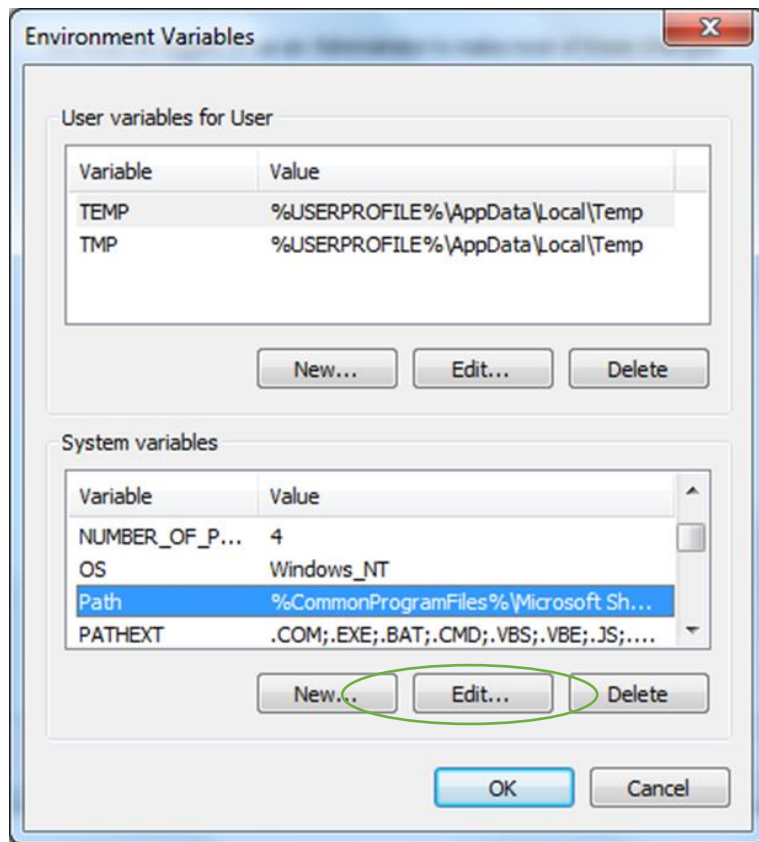 Environment Variables
User variables for User
Variable Value
TEMP %USERPROFILE%\AppData\Local\Temp
TMP %USERPROFILE%\AppData\Local\Temp
New... Edit... Delete
System variables
Variable Value
NUMBER_OF_P... 4
OS Windows_NT
Path %CommonProgramFiles%\Microsoft Sh...
PATHEXT .COM;.EXE;.BAT;.CMD;.VBS;.VBE;.JS;....
New... Edit... Delete
OK Cancel